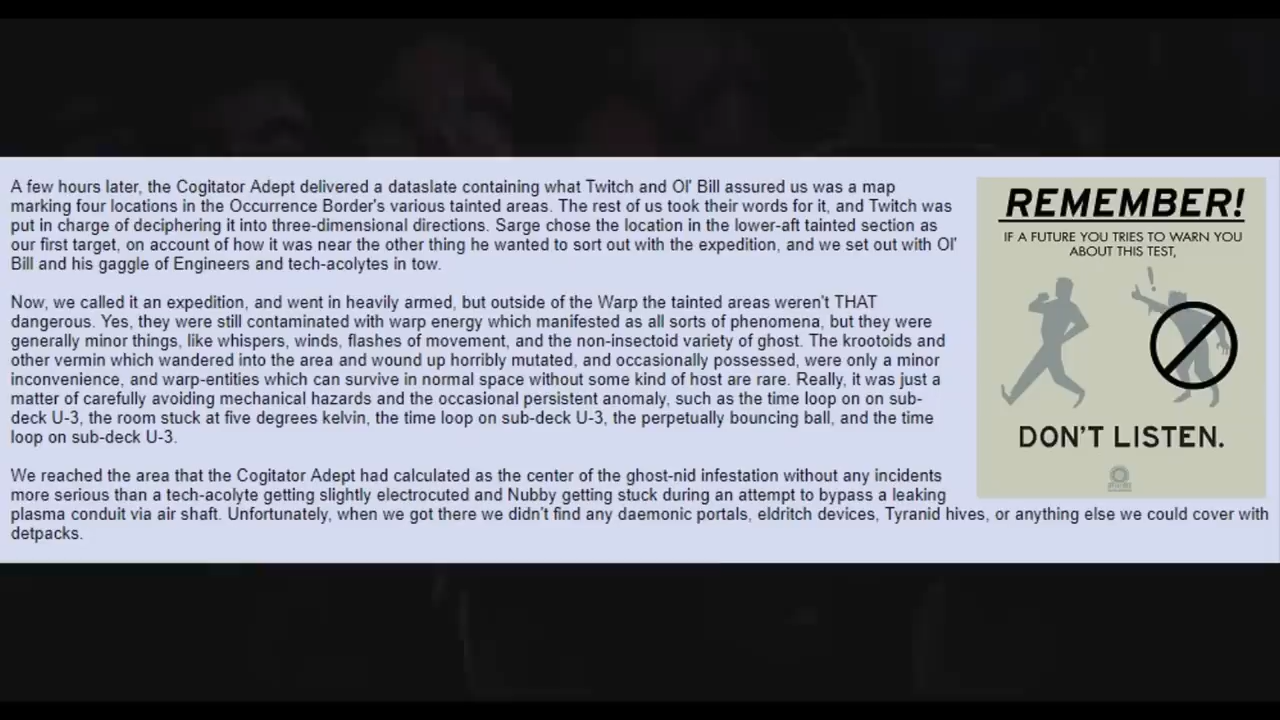 A few hours later, the Cogitator Adept delivered a dataslate containing what Twitch and Ol' Bill assured us was a map
marking four locations in the Occurrence Border's various tainted areas. The rest of us took their words for it, and Twitch was
put in charge of deciphering it into three-dimensional directions. Sarge chose the location in the lower-aft tainted section as
our first target, on account of how it was near the other thing he wanted to sort out with the expedition, and we set out with Ol'
Bill and his gaggle of Engineers and tech-acolytes in tow.
Now, we called it an expedition, and went in heavily armed, but outside of the Warp the tainted areas weren't THAT
dangerous. Yes, they were still contaminated with warp energy which manifested as all sorts of phenomena, but they were
generally minor things, like whispers, winds, flashes of movement, and the non-insectoid variety of ghost. The krootoids and
other vermin which wandered into the area and wound up horribly mutated, and occasionally possessed, were only a minor
inconvenience, and warp-entities which can survive in normal space without some kind of host are rare. Really, it was just a
matter of carefully avoiding mechanical hazards and the occasional persistent anomaly, such as the time loop on on sub-
deck U-3, the room stuck at five degrees kelvin, the time loop on sub-deck U-3, the perpetually bouncing ball, and the time
loop on sub-deck U-3.
We reached the area that the Cogitator Adept had calculated as the center of the ghost-nid infestation without any incidents
more serious than a tech-acolyte getting slightly electrocuted and Nubby getting stuck during an attempt to bypass a leaking
plasma conduit via air shaft. Unfortunately, when we got there we didn't find any daemonic portals, eldritch devices, Tyranid hives, or anything else we could cover with
detpacks.
REMEMBER!
IF A FUTURE YOU TRIES TO WARN YOU
ABOUT THIS TEST,
!
DON'T LISTEN.